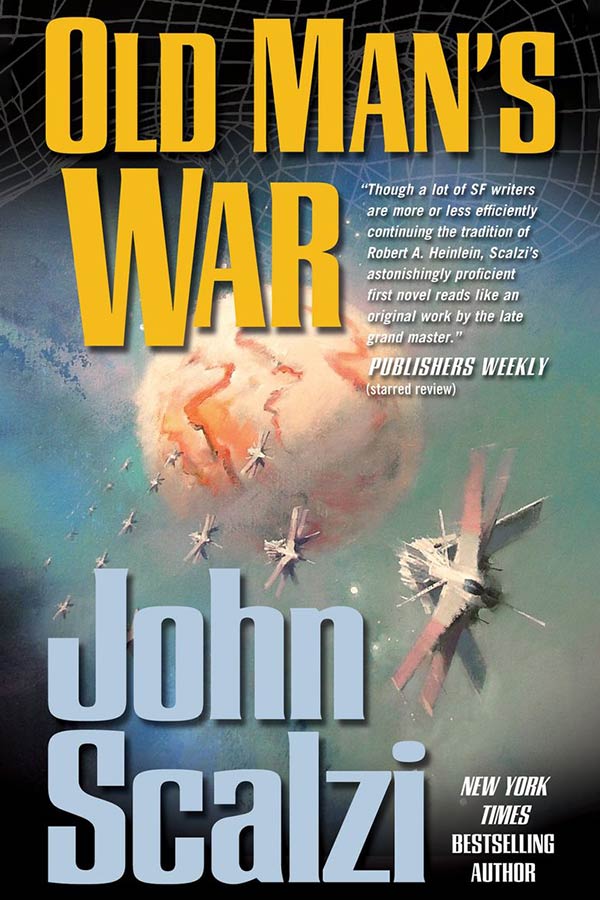 OLD MAN'S
WAR
“Though a lot of SF writers
are more or less efficiently
continuing the tradition of
Robert A. Heinlein, Scalzi’s
astonishingly proficient
first novel reads like an
original work by the late
grand master.”
PUBLISHERS WEEKLY
(starred review)
John
Scalzi
NEW YORK
TIMES
BESTSELLING
AUTHOR